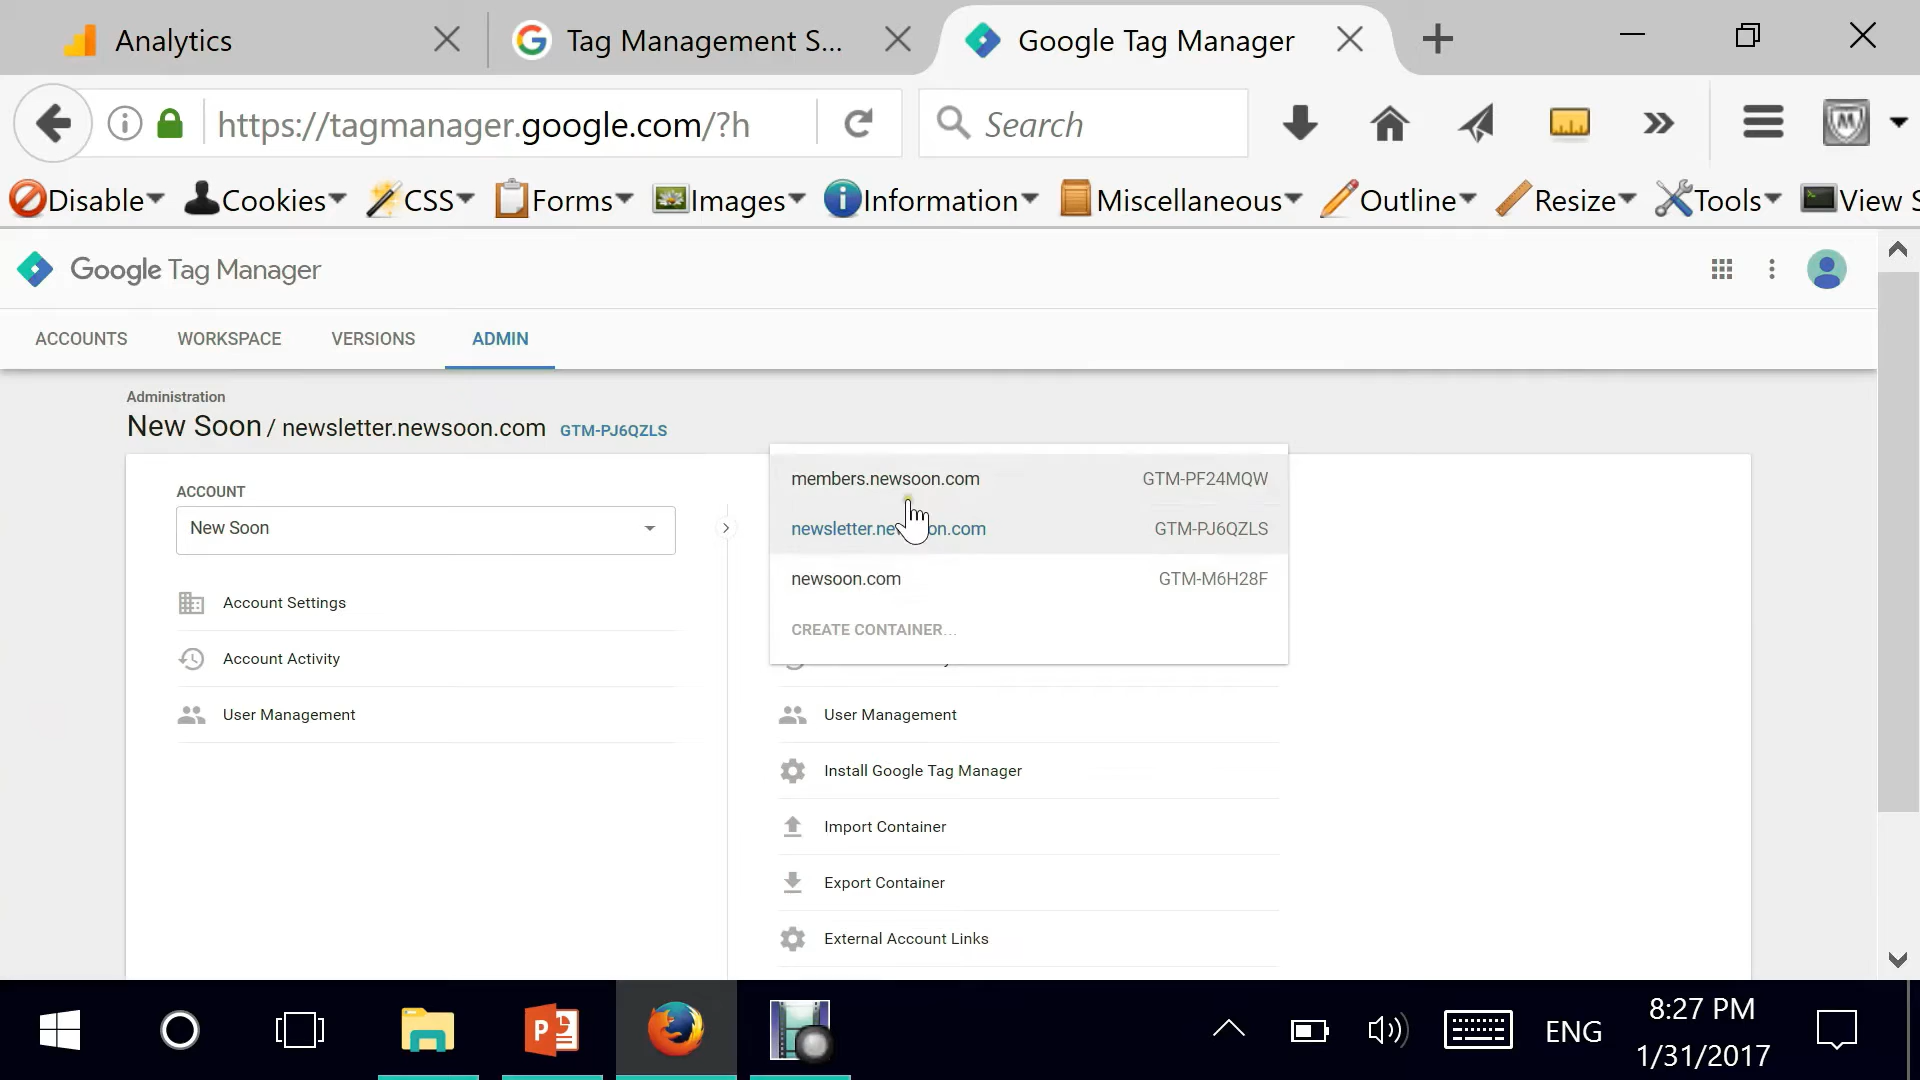 Analytics
Tag Management S...
Google Tag Manager
https://tagmanager.google.com/?h
Search
Disable
Cookies
CSS
Forms
Images
Information
Miscellaneous
Outline
Resize
Tools
View S
Google Tag Manager
ACCOUNTS
WORKSPACE
VERSIONS
ADMIN
Administration
New Soon / newsletter.newsoon.com GTM-PJ6QZLS
ACCOUNT
New Soon
Account Settings
Account Activity
User Management
members.newsoon.com GTM-PF24MQW
newsletter.newsoon.com GTM-PJ6QZLS
newsoon.com GTM-M6H28F
CREATE CONTAINER...
User Management
Install Google Tag Manager
Import Container
Export Container
External Account Links
ENG
8:27 PM
1/31/2017